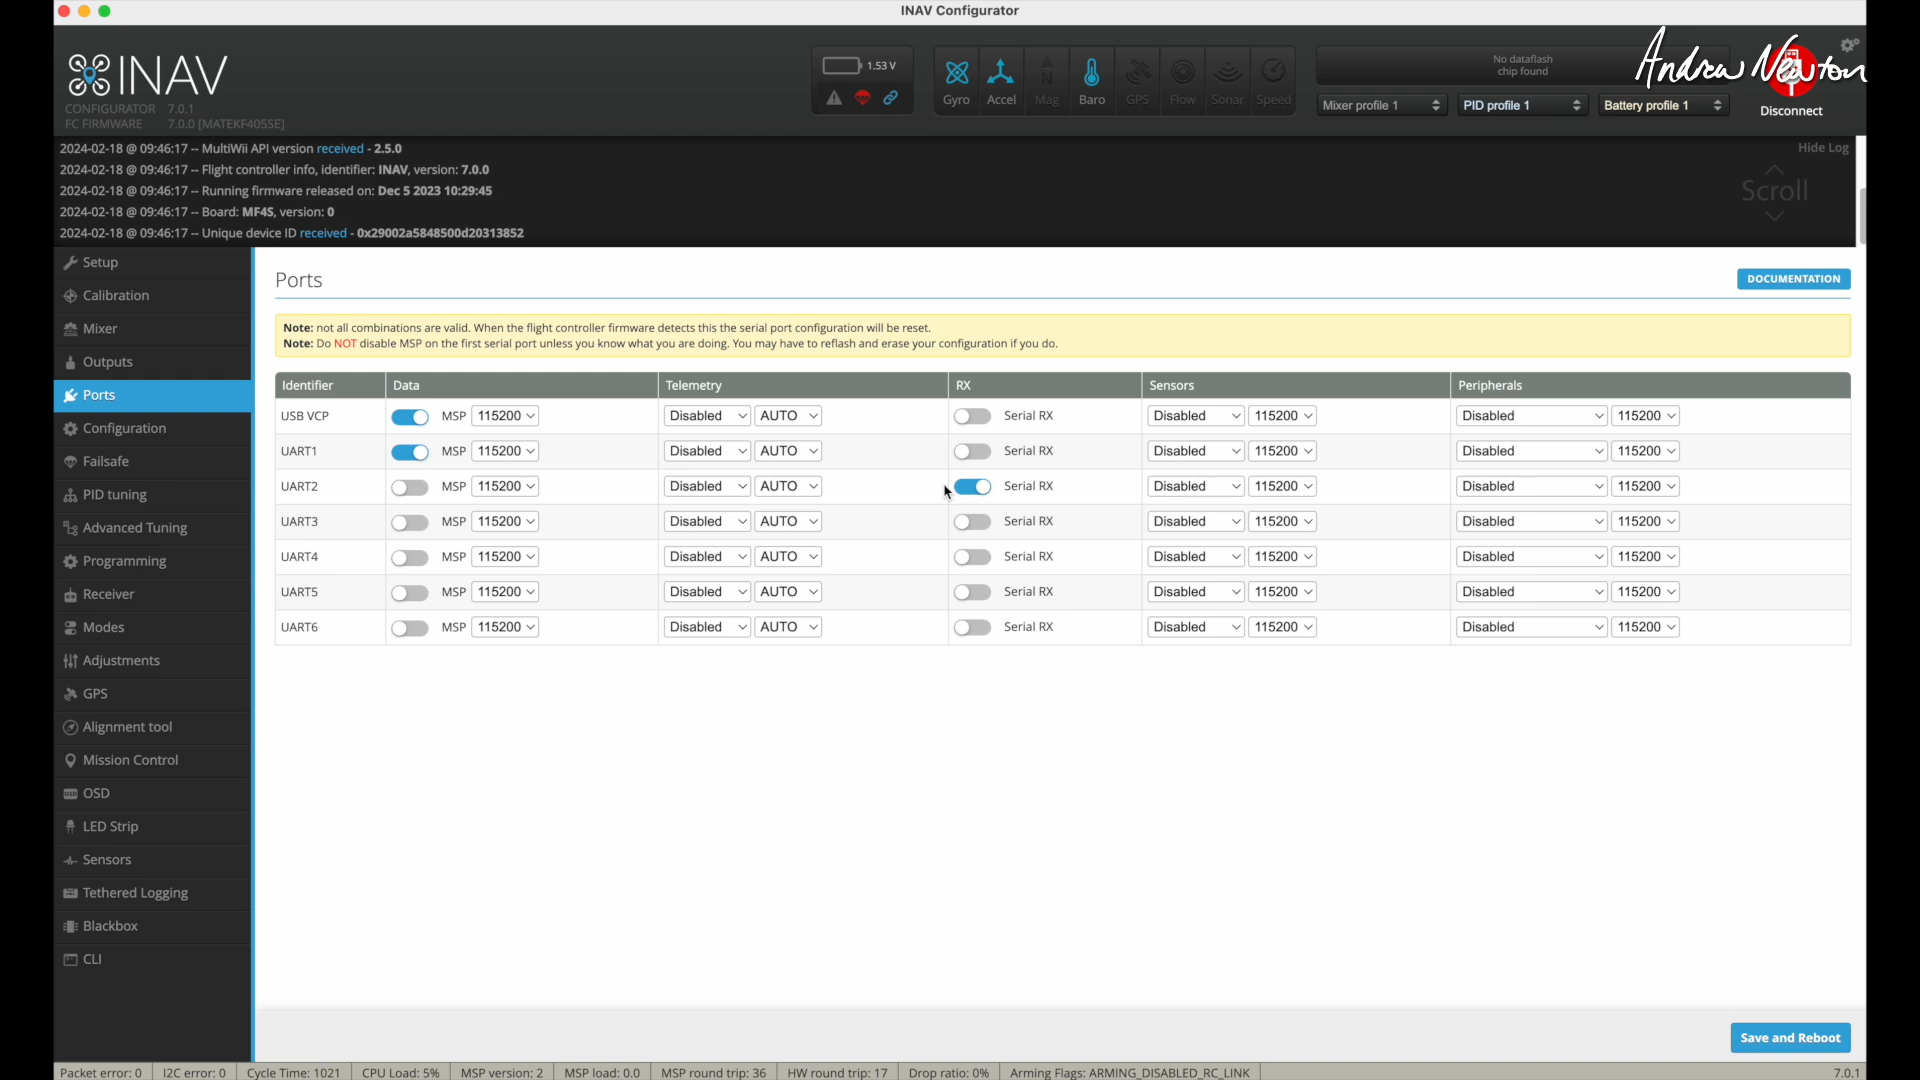 INAV Configurator
INAV
CONFIGURATOR 7.0.1
FC FIRMWARE 7.0.0 [MATEKF405SE]
1.53 V
Gyro Accel Mag Baro GPS Flow Sonar Speed
No dataflash
chip found
Mixer profile 1 PID profile 1 Battery profile 1
Andrew Newton
Disconnect
2024-02-18 @ 09:46:17 -- MultiWii API version received - 2.5.0
2024-02-18 @ 09:46:17 -- Flight controller info, identifier: INAV, version: 7.0.0
2024-02-18 @ 09:46:17 -- Running firmware released on: Dec 5 2023 10:29:45
2024-02-18 @ 09:46:17 -- Board: MF4S, version: 0
2024-02-18 @ 09:46:17 -- Unique device ID received - 0x29002a5848500d20313852
Hide Log
Scroll
Setup
Calibration
Mixer
Outputs
Ports
Configuration
Failsafe
PID tuning
Advanced Tuning
Programming
Receiver
Modes
Adjustments
GPS
Alignment tool
Mission Control
OSD
LED Strip
Sensors
Tethered Logging
Blackbox
CLI
Ports
DOCUMENTATION
Note: not all combinations are valid. When the flight controller firmware detects this the serial port configuration will be reset.
Note: Do NOT disable MSP on the first serial port unless you know what you are doing. You may have to reflash and erase your configuration if you do.
Identifier Data Telemetry RX Sensors Peripherals
USB VCP MSP 115200 Disabled AUTO Serial RX Disabled 115200 Disabled 115200
UART1 MSP 115200 Disabled AUTO Serial RX Disabled 115200 Disabled 115200
UART2 MSP 115200 Disabled AUTO Serial RX Disabled 115200 Disabled 115200
UART3 MSP 115200 Disabled AUTO Serial RX Disabled 115200 Disabled 115200
UART4 MSP 115200 Disabled AUTO Serial RX Disabled 115200 Disabled 115200
UART5 MSP 115200 Disabled AUTO Serial RX Disabled 115200 Disabled 115200
UART6 MSP 115200 Disabled AUTO Serial RX Disabled 115200 Disabled 115200
Save and Reboot
Packet error: 0 I2C error: 0 Cycle Time: 1021 CPU Load: 5% MSP version: 2 MSP load: 0.0 MSP round trip: 36 HW round trip: 17 Drop ratio: 0% Arming Flags: ARMING_DISABLED_RC_LINK 7.0.1